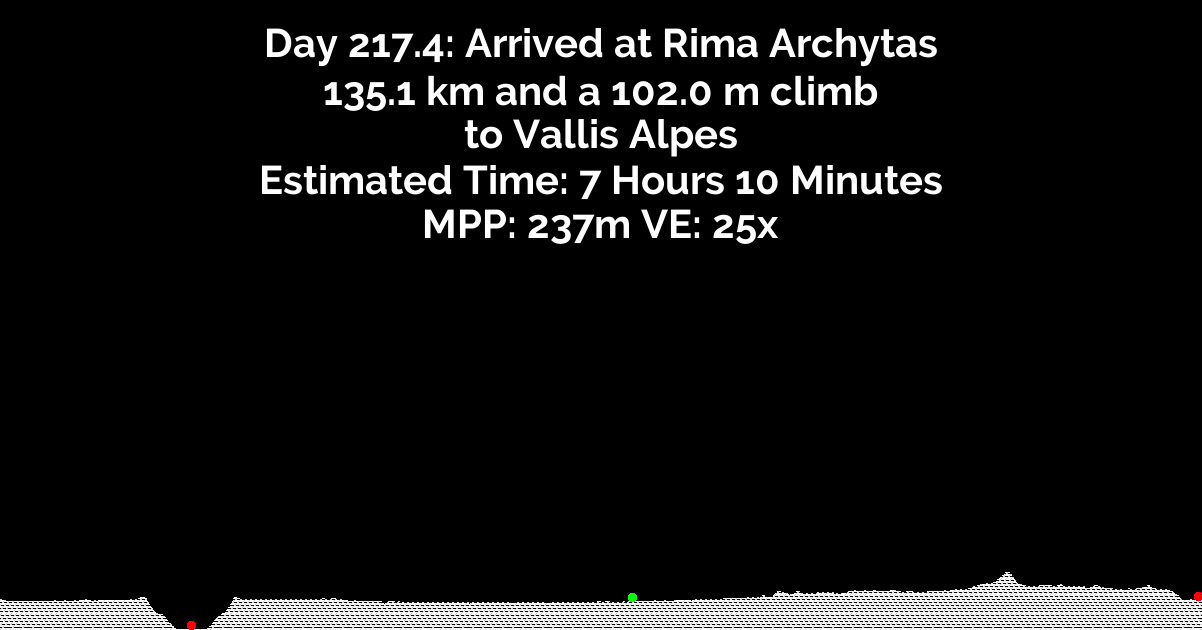 Day 217.4: Arrived at Rima Archytas
135.1 km and a 102.0 m climb
to Vallis Alpes
Estimated Time: 7 Hours 10 Minutes
MPP: 237m VE: 25x